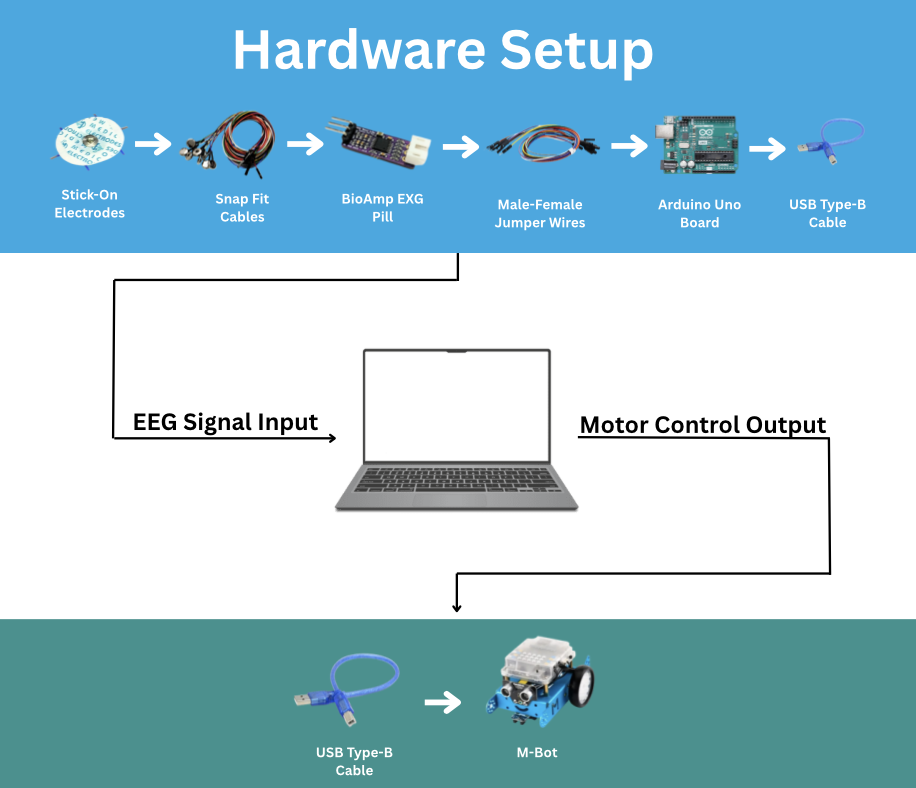 Hardware Setup
Stick-On
Electrodes
Snap Fit
Cables
BioAmp EXG
Pill
Male-Female
Jumper Wires
Arduino Uno
Board
USB Type-B
Cable
EEG Signal Input
Motor Control Output
USB Type-B
Cable
M-Bot